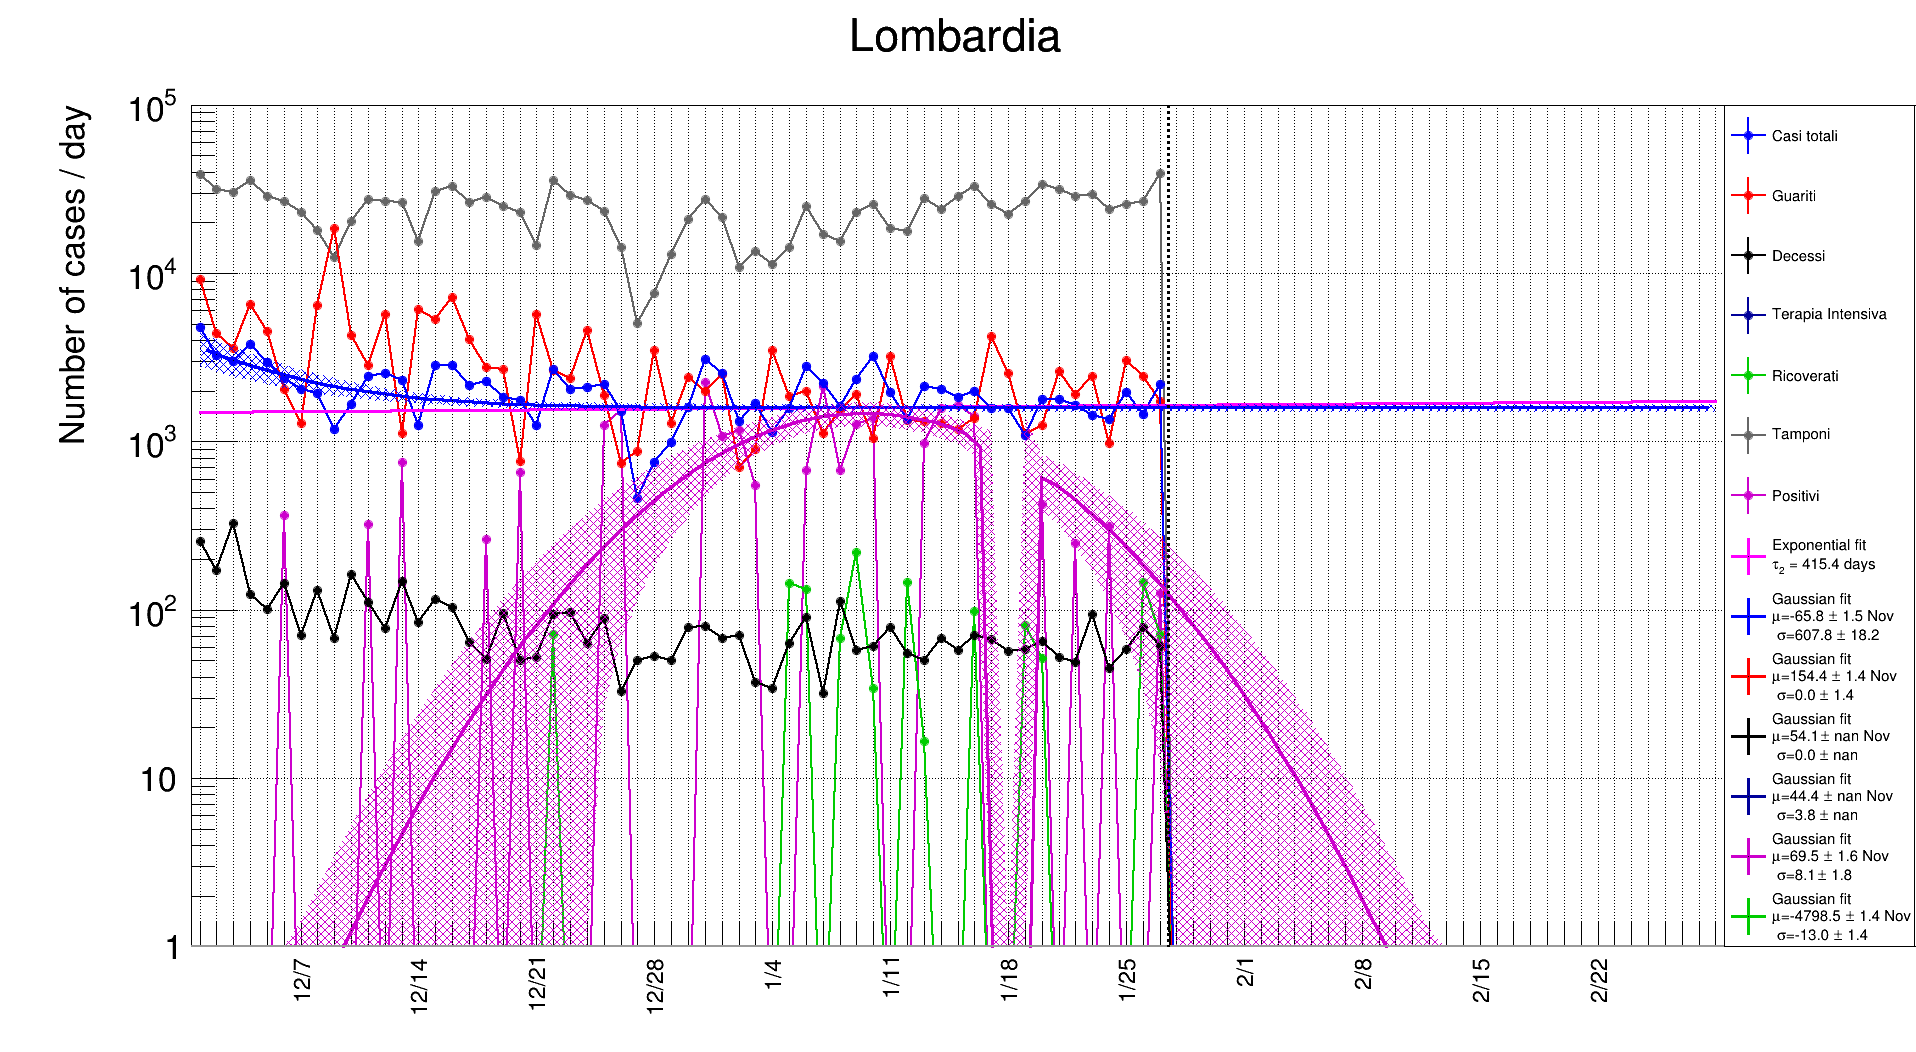 Lombardia
Number of cases / day
10^5
10^4
10^3
10^2
10
1
12/7
12/14
12/21
12/28
1/4
1/11
1/18
1/25
2/1
2/8
2/15
2/22
Casi totali
Guariti
Decessi
Terapia Intensiva
Ricoverati
Tamponi
Positivi
Exponential fit
τ₂ = 415.4 days
Gaussian fit
μ=-65.8 ± 1.5 Nov
σ=607.8 ± 18.2
Gaussian fit
μ=154.4 ± 1.4 Nov
σ=0.0 ± 1.4
Gaussian fit
μ=54.1 ± nan Nov
σ=0.0 ± nan
Gaussian fit
μ=44.4 ± nan Nov
σ=3.8 ± nan
Gaussian fit
μ=69.5 ± 1.6 Nov
σ=8.1 ± 1.8
Gaussian fit
μ=-4798.5 ± 1.4 Nov
σ=-13.0 ± 1.4